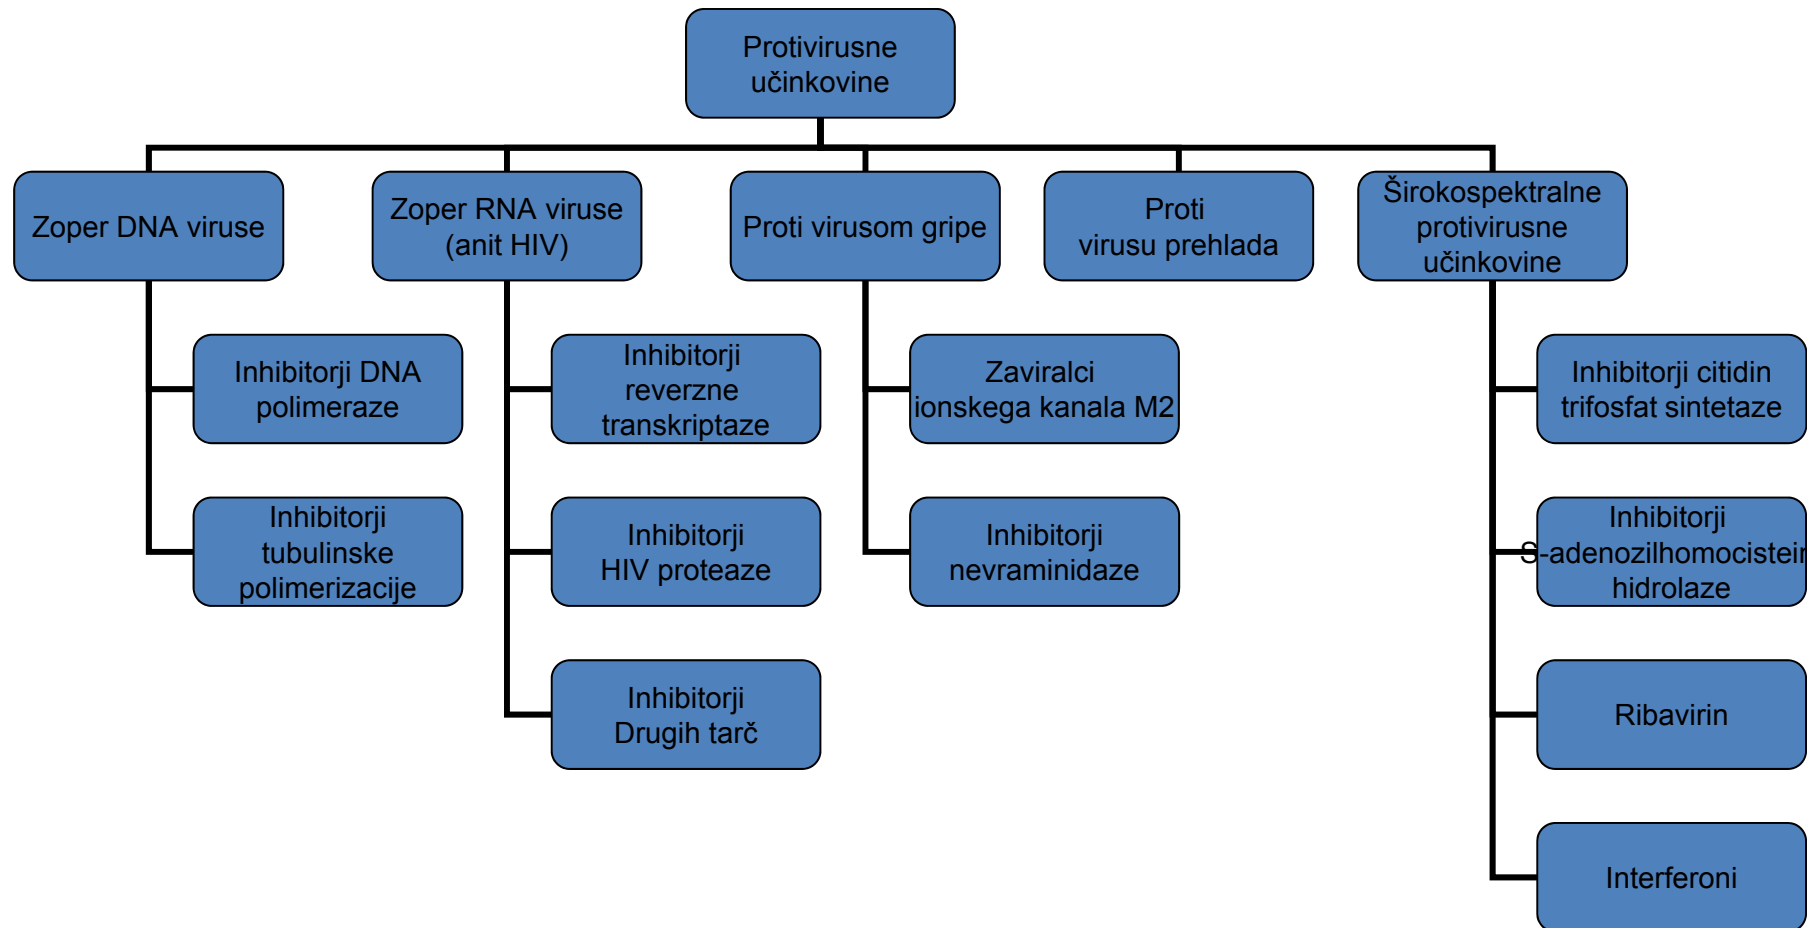 Protivirusne
učinkovine
Zoper DNA viruse
Zoper RNA viruse
(anit HIV)
Proti virusom gripe
Proti
virusu prehlada
Širokospektralne
protivirusne
učinkovine
Inhibitorji DNA
polimeraze
Inhibitorji
reverzne
transkriptaze
Zaviralci
ionskega kanala M2
Inhibitorji citidin
trifosfat sintetaze
Inhibitorji
tubulinske
polimerizacije
Inhibitorji
HIV proteaze
Inhibitorji
nevraminidaze
Inhibitorji
S-adenozilhomocistein
hidrolaze
Inhibitorji
Drugih tarč
Ribavirin
Interferoni